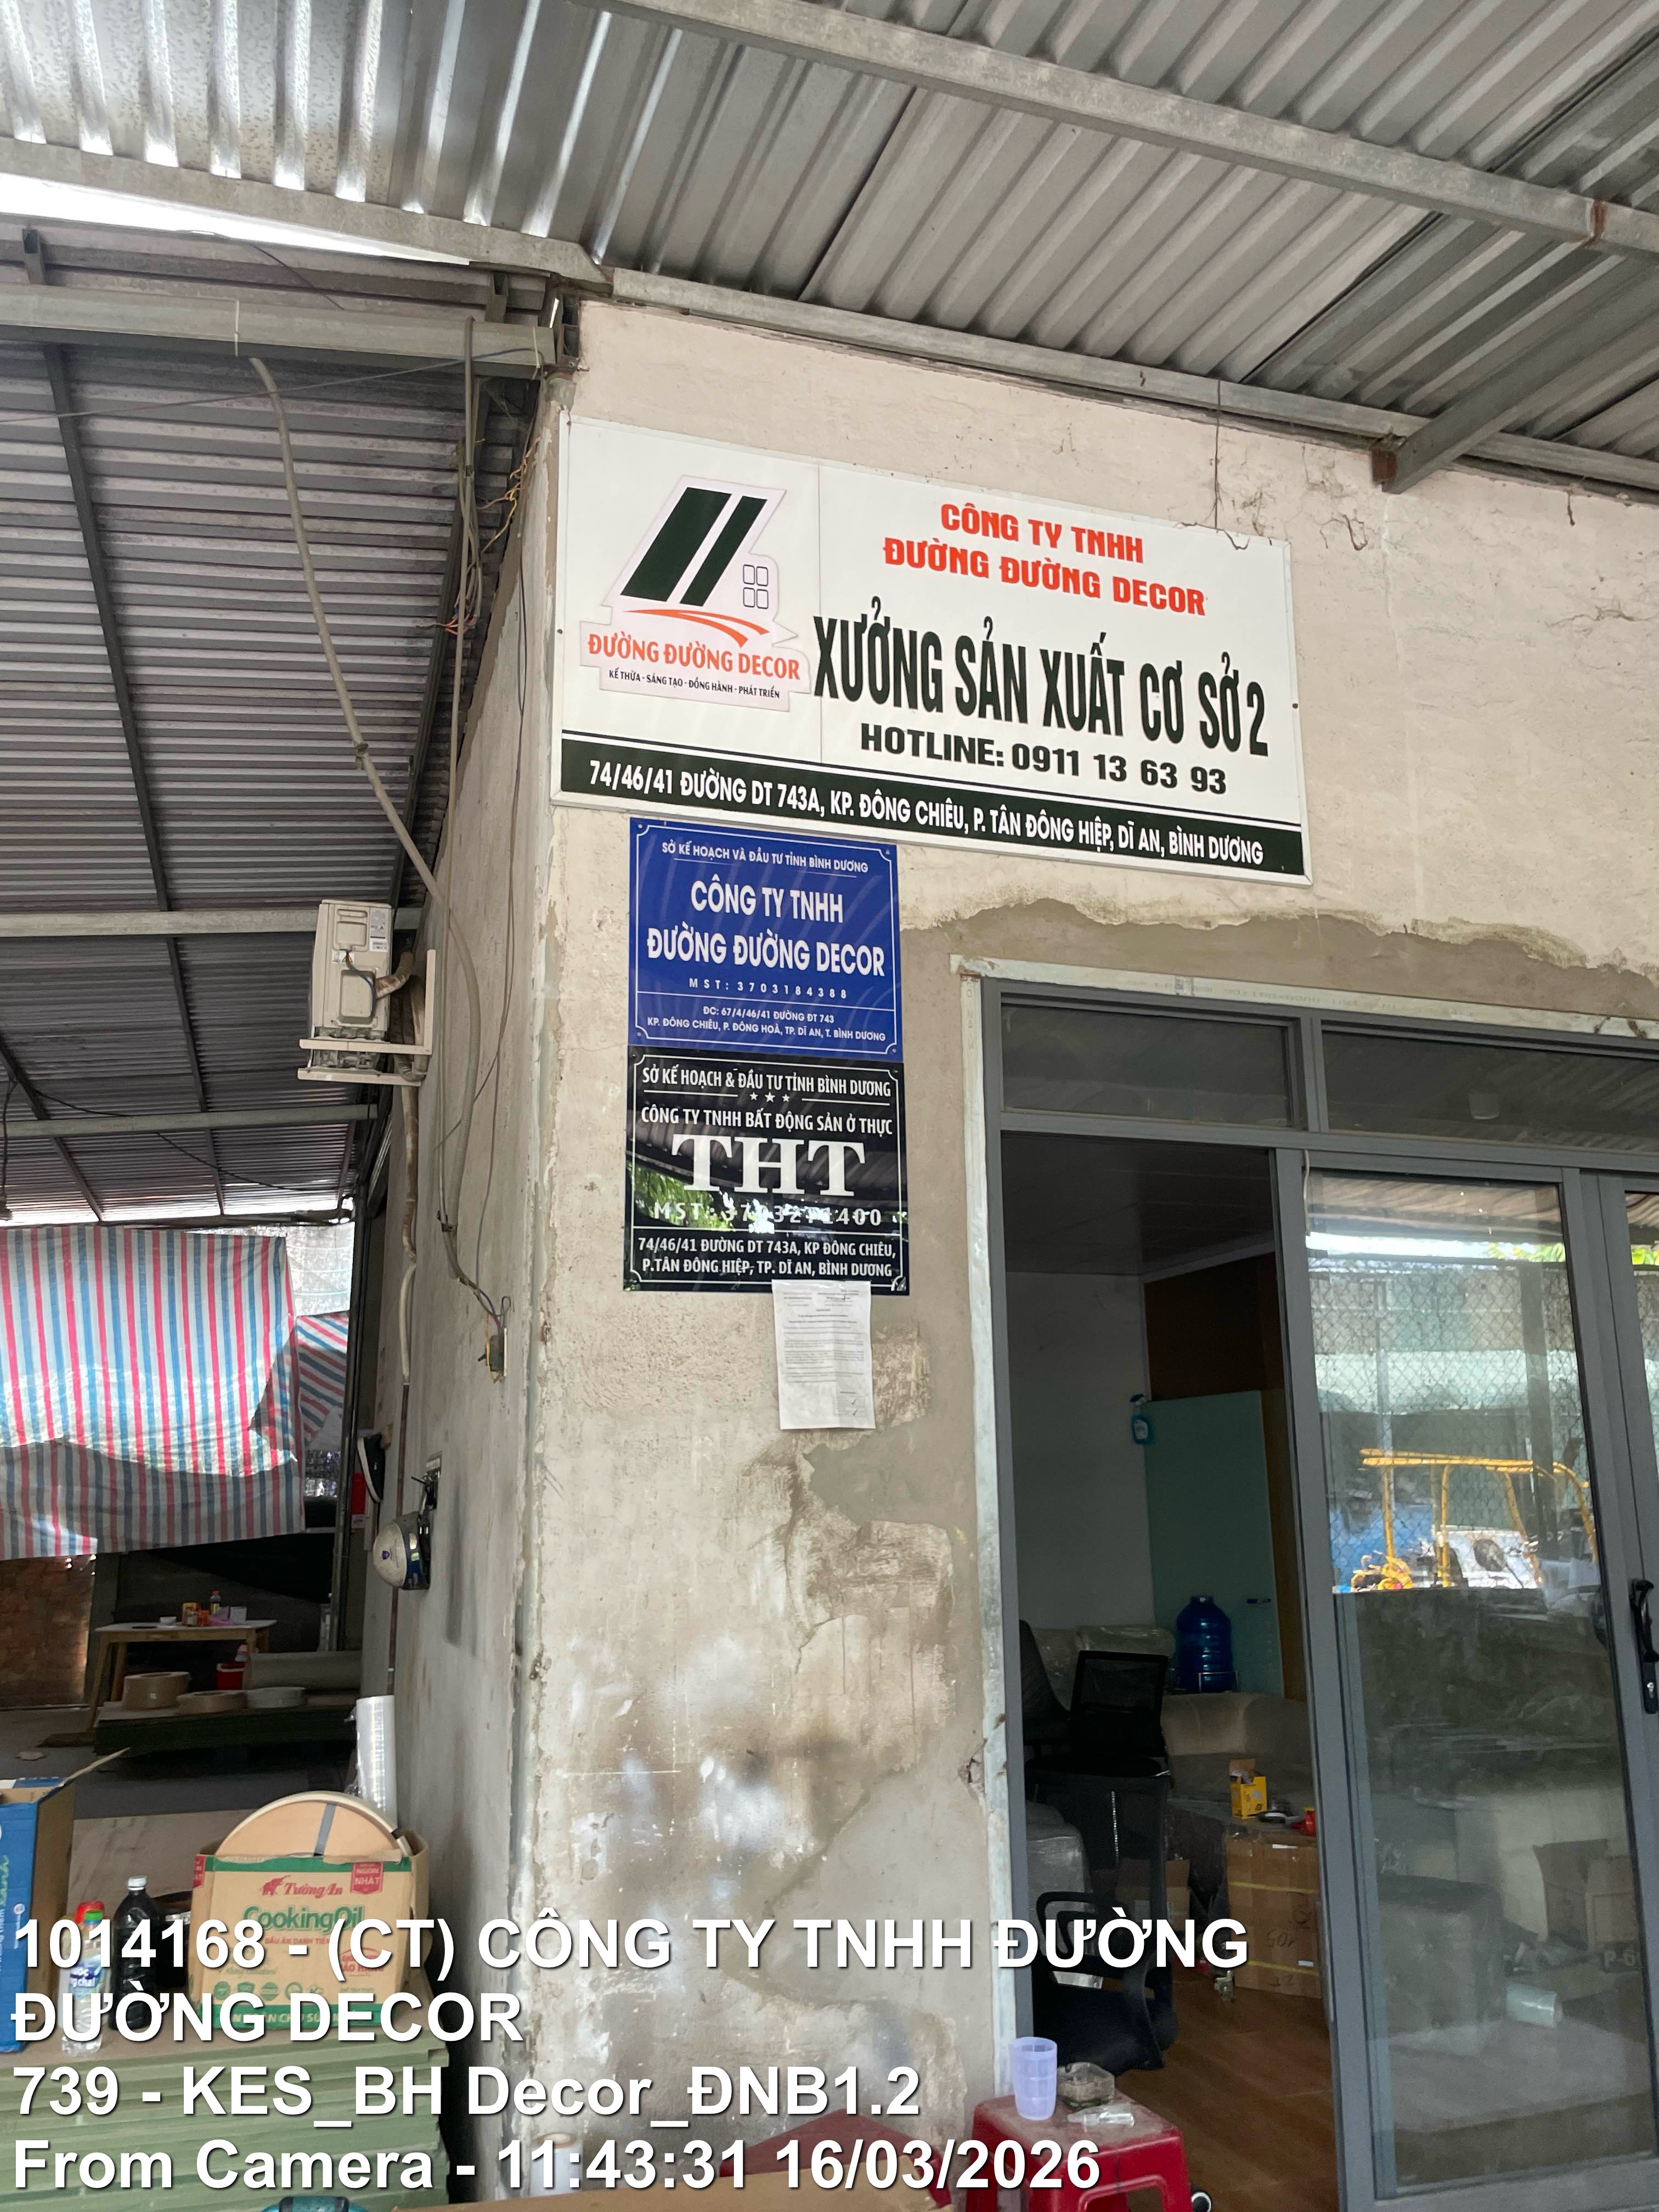 CÔNG TY TNHH
ĐƯỜNG ĐƯỜNG DECOR
ĐƯỜNG ĐƯỜNG DECOR
KẾ THỪA - SÁNG TẠO - ĐỒNG HÀNH - PHÁT TRIỂN
XƯỞNG SẢN XUẤT CƠ SỞ 2
HOTLINE: 0911 13 63 93
74/46/41 ĐƯỜNG DT 743A, KP. ĐÔNG CHIÊU, P. TÂN ĐÔNG HIỆP, DĨ AN, BÌNH DƯƠNG
SỞ KẾ HOẠCH VÀ ĐẦU TƯ TỈNH BÌNH DƯƠNG
CÔNG TY TNHH
ĐƯỜNG ĐƯỜNG DECOR
MST: 3703184388
ĐC: 67/4/46/41 ĐƯỜNG ĐT 743
KP. ĐÔNG CHIÊU, P. ĐÔNG HOÀ, TP. DĨ AN, T. BÌNH DƯƠNG
SỞ KẾ HOẠCH & ĐẦU TƯ TỈNH BÌNH DƯƠNG
CÔNG TY TNHH BẤT ĐỘNG SẢN Ở THỰC
THT
MST:
74/46/41 ĐƯỜNG DT 743A, KP ĐÔNG CHIÊU,
P.TÂN ĐÔNG HIỆP, TP. DĨ AN, BÌNH DƯƠNG
Tường An
CookingOil
1014168 - (CT) CÔNG TY TNHH ĐƯỜNG
ĐƯỜNG DECOR
739 - KES_BH Decor_ĐNB1.2
From Camera - 11:43:31 16/03/2026